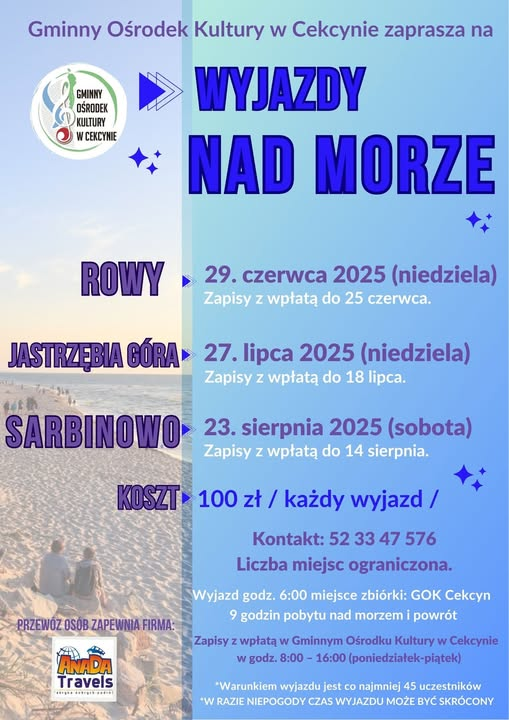 Gminny Ośrodek Kultury w Cekcynie zaprasza na
GMINNY
OŚRODEK
KULTURY
W CEKCYNIE
WYJAZDY
NAD MORZE
ROWY
29. czerwca 2025 (niedziela)
Zapisy z wpłatą do 25 czerwca.
JASTRZĘBIA GÓRA
27. lipca 2025 (niedziela)
Zapisy z wpłatą do 18 lipca.
SARBINOWO
23. sierpnia 2025 (sobota)
Zapisy z wpłatą do 14 sierpnia.
KOSZT
100 zł / każdy wyjazd /
Kontakt: 52 33 47 576
Liczba miejsc ograniczona.
Wyjazd godz. 6:00 miejsce zbiórki: GOK Cekcyn
9 godzin pobytu nad morzem i powrót
PRZEWÓZ OSÓB ZAPEWNIA FIRMA:
ANADA
Travels
Zapisy z wpłatą w Gminnym Ośrodku Kultury w Cekcynie
w godz. 8:00 – 16:00 (poniedziałek-piątek)
*Warunkiem wyjazdu jest co najmniej 45 uczestników
*W RAZIE NIEPOGODY CZAS WYJAZDU MOŻE BYĆ SKRÓCONY